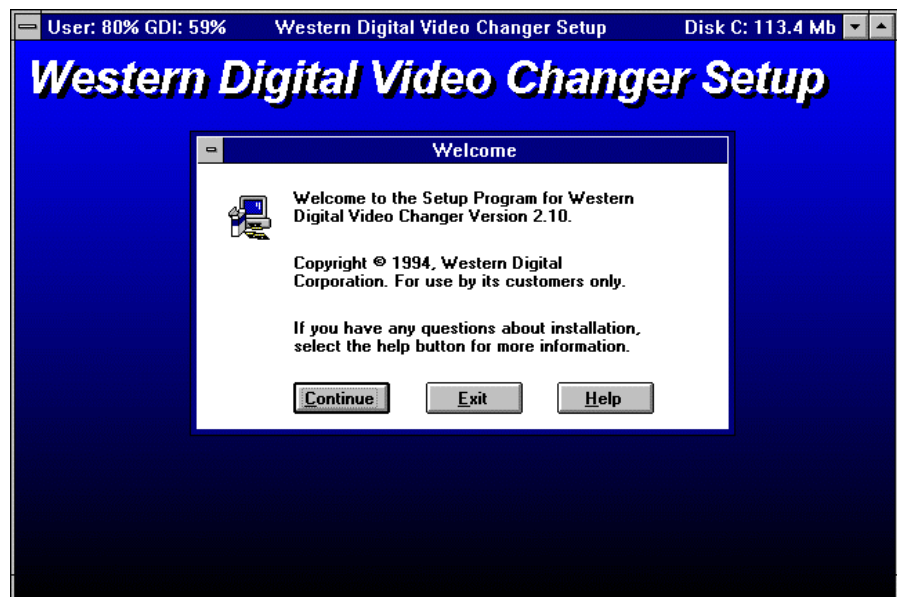 User: 80% GDI: 59% Western Digital Video Changer Setup Disk C: 113.4 Mb
Western Digital Video Changer Setup
Welcome
Welcome to the Setup Program for Western
Digital Video Changer Version 2.10.
Copyright © 1994, Western Digital
Corporation. For use by its customers only.
If you have any questions about installation,
select the help button for more information.
Continue Exit Help